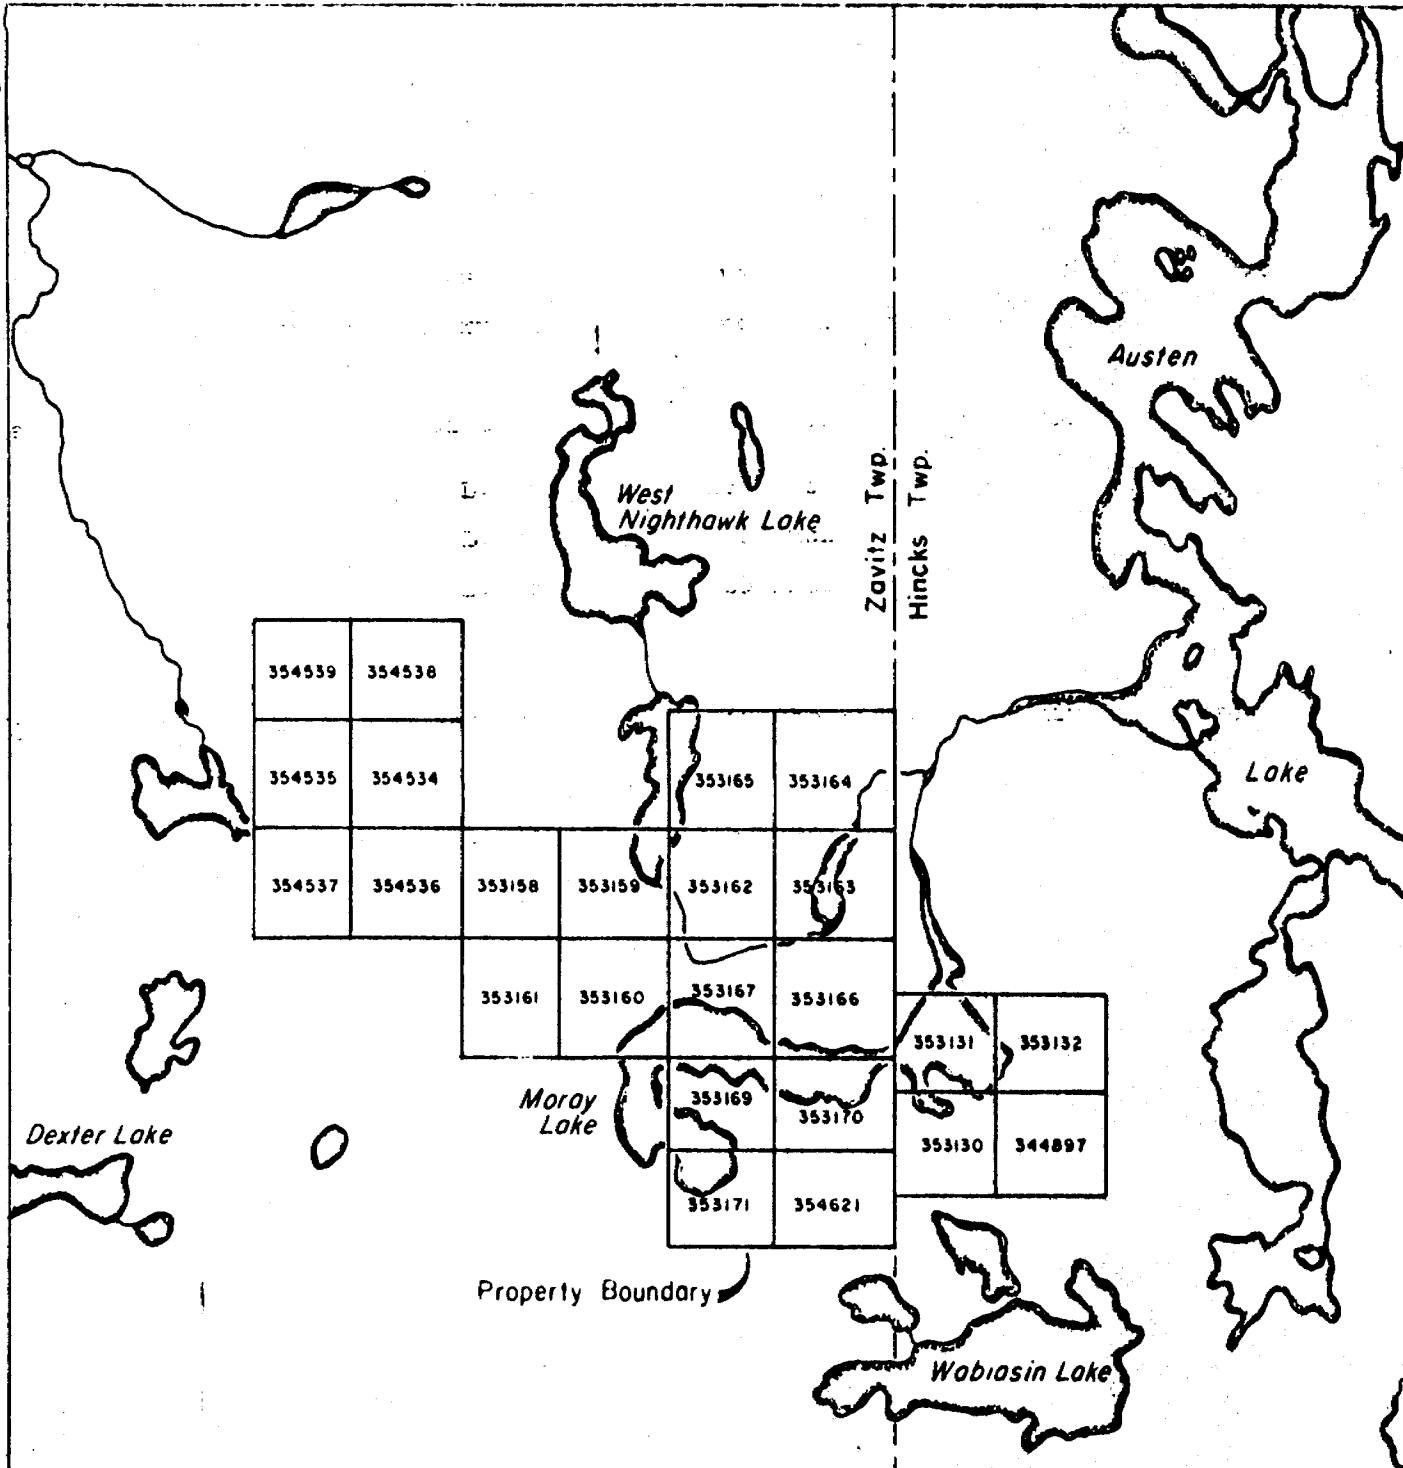 Austen
West
Nighthawk Lake
Zavitz Twp.
Hincks Twp.
354539 354538
354535 354534
353165 353164
Lake
354537 354536 353158 353159 353162 353163
353161 353160 353167 353166
353131 353132
Moray
Lake
353169
353170
Dexter Lake
353130 344897
353171 354621
Property Boundary
Wabiasin Lake